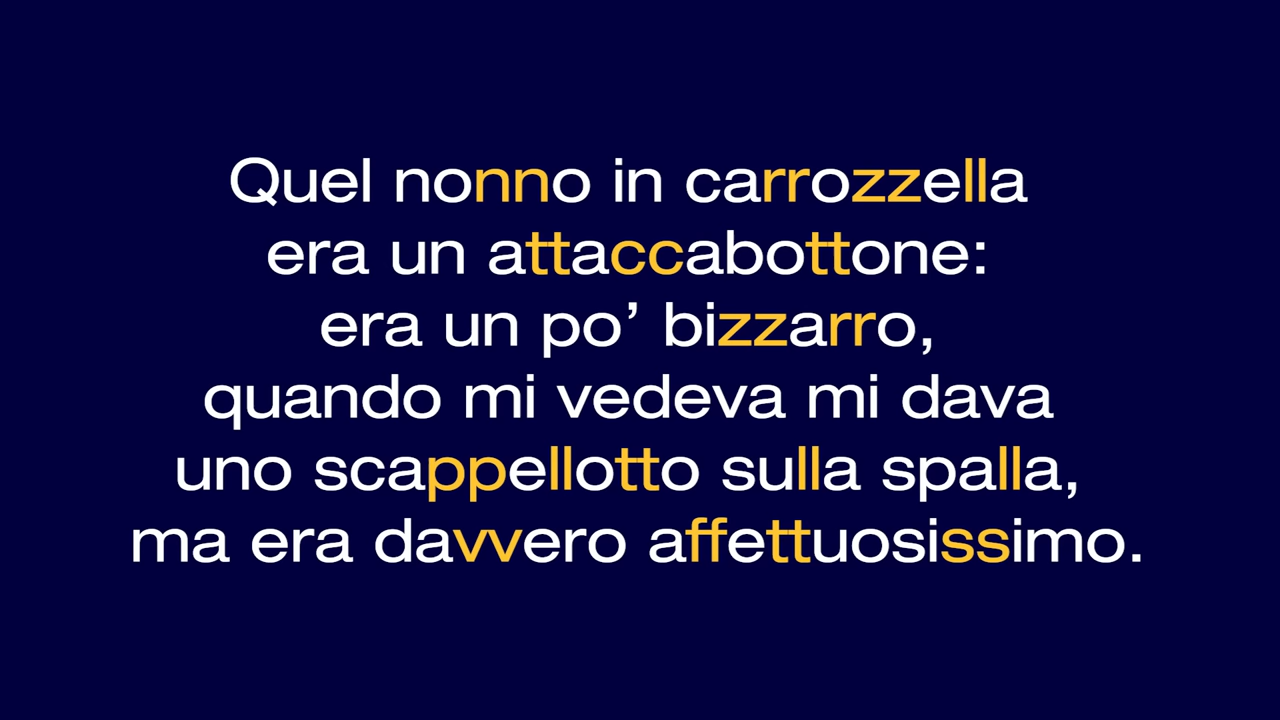 Quel nonno in carrozzella
era un attaccabottone:
era un po’ bizzarro,
quando mi vedeva mi dava
uno scappellotto sulla spalla,
ma era davvero affettuosissimo.